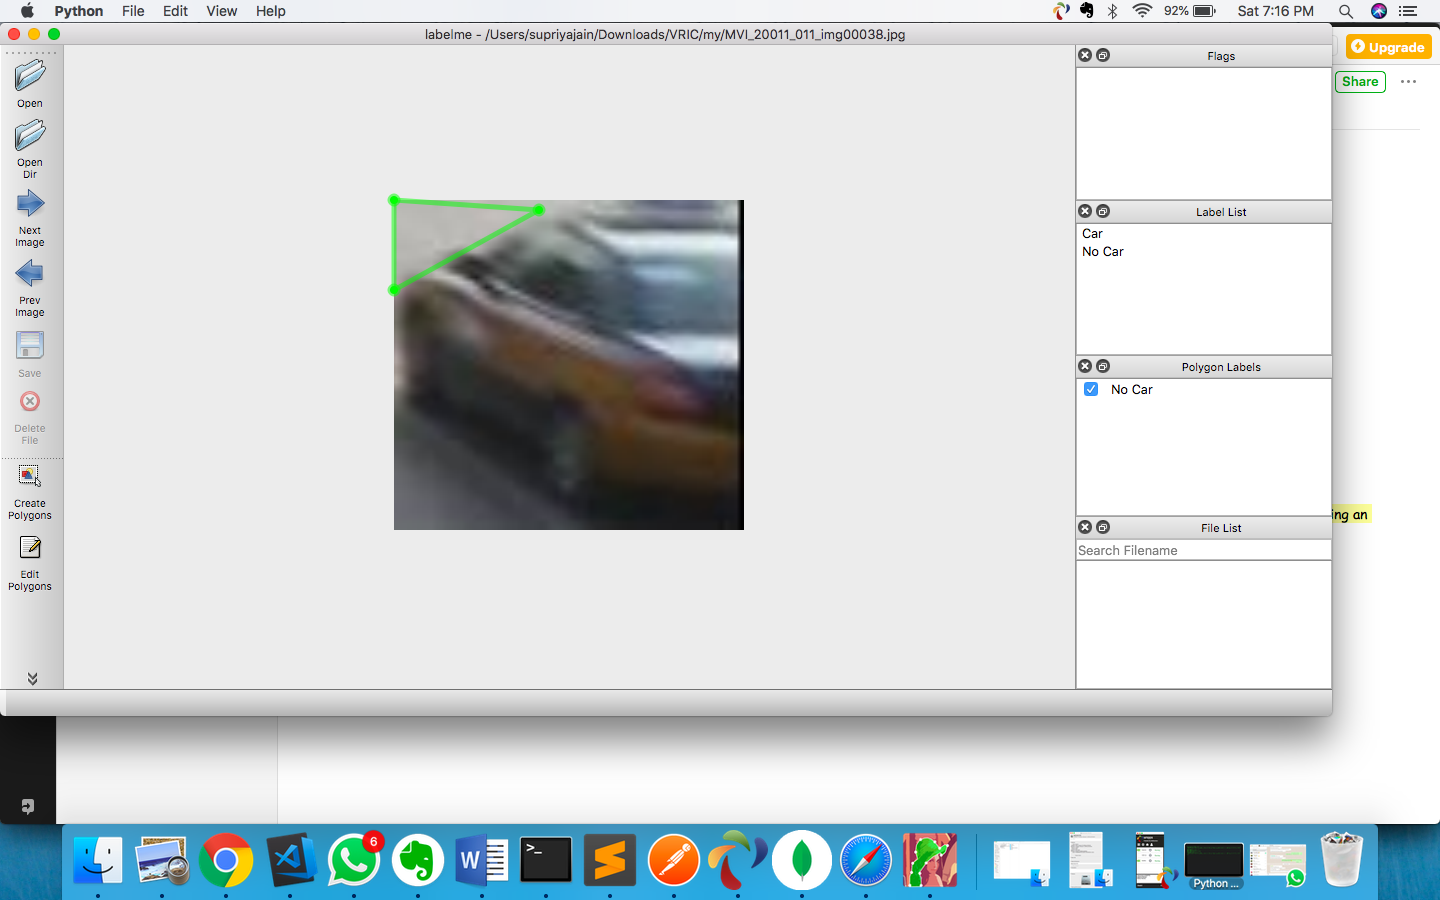 Python File Edit View Help 92% Sat 7:16 PM
labelme - /Users/supriyajain/Downloads/VRIC/my/MVI_20011_011_img00038.jpg
Upgrade
Share
Open
Open
Dir
Next
Image
Prev
Image
Save
Delete
File
Create
Polygons
Edit
Polygons
Flags
Label List
Car
No Car
Polygon Labels
No Car
File List
Search Filename
ing an
6
W
>_
Python ...